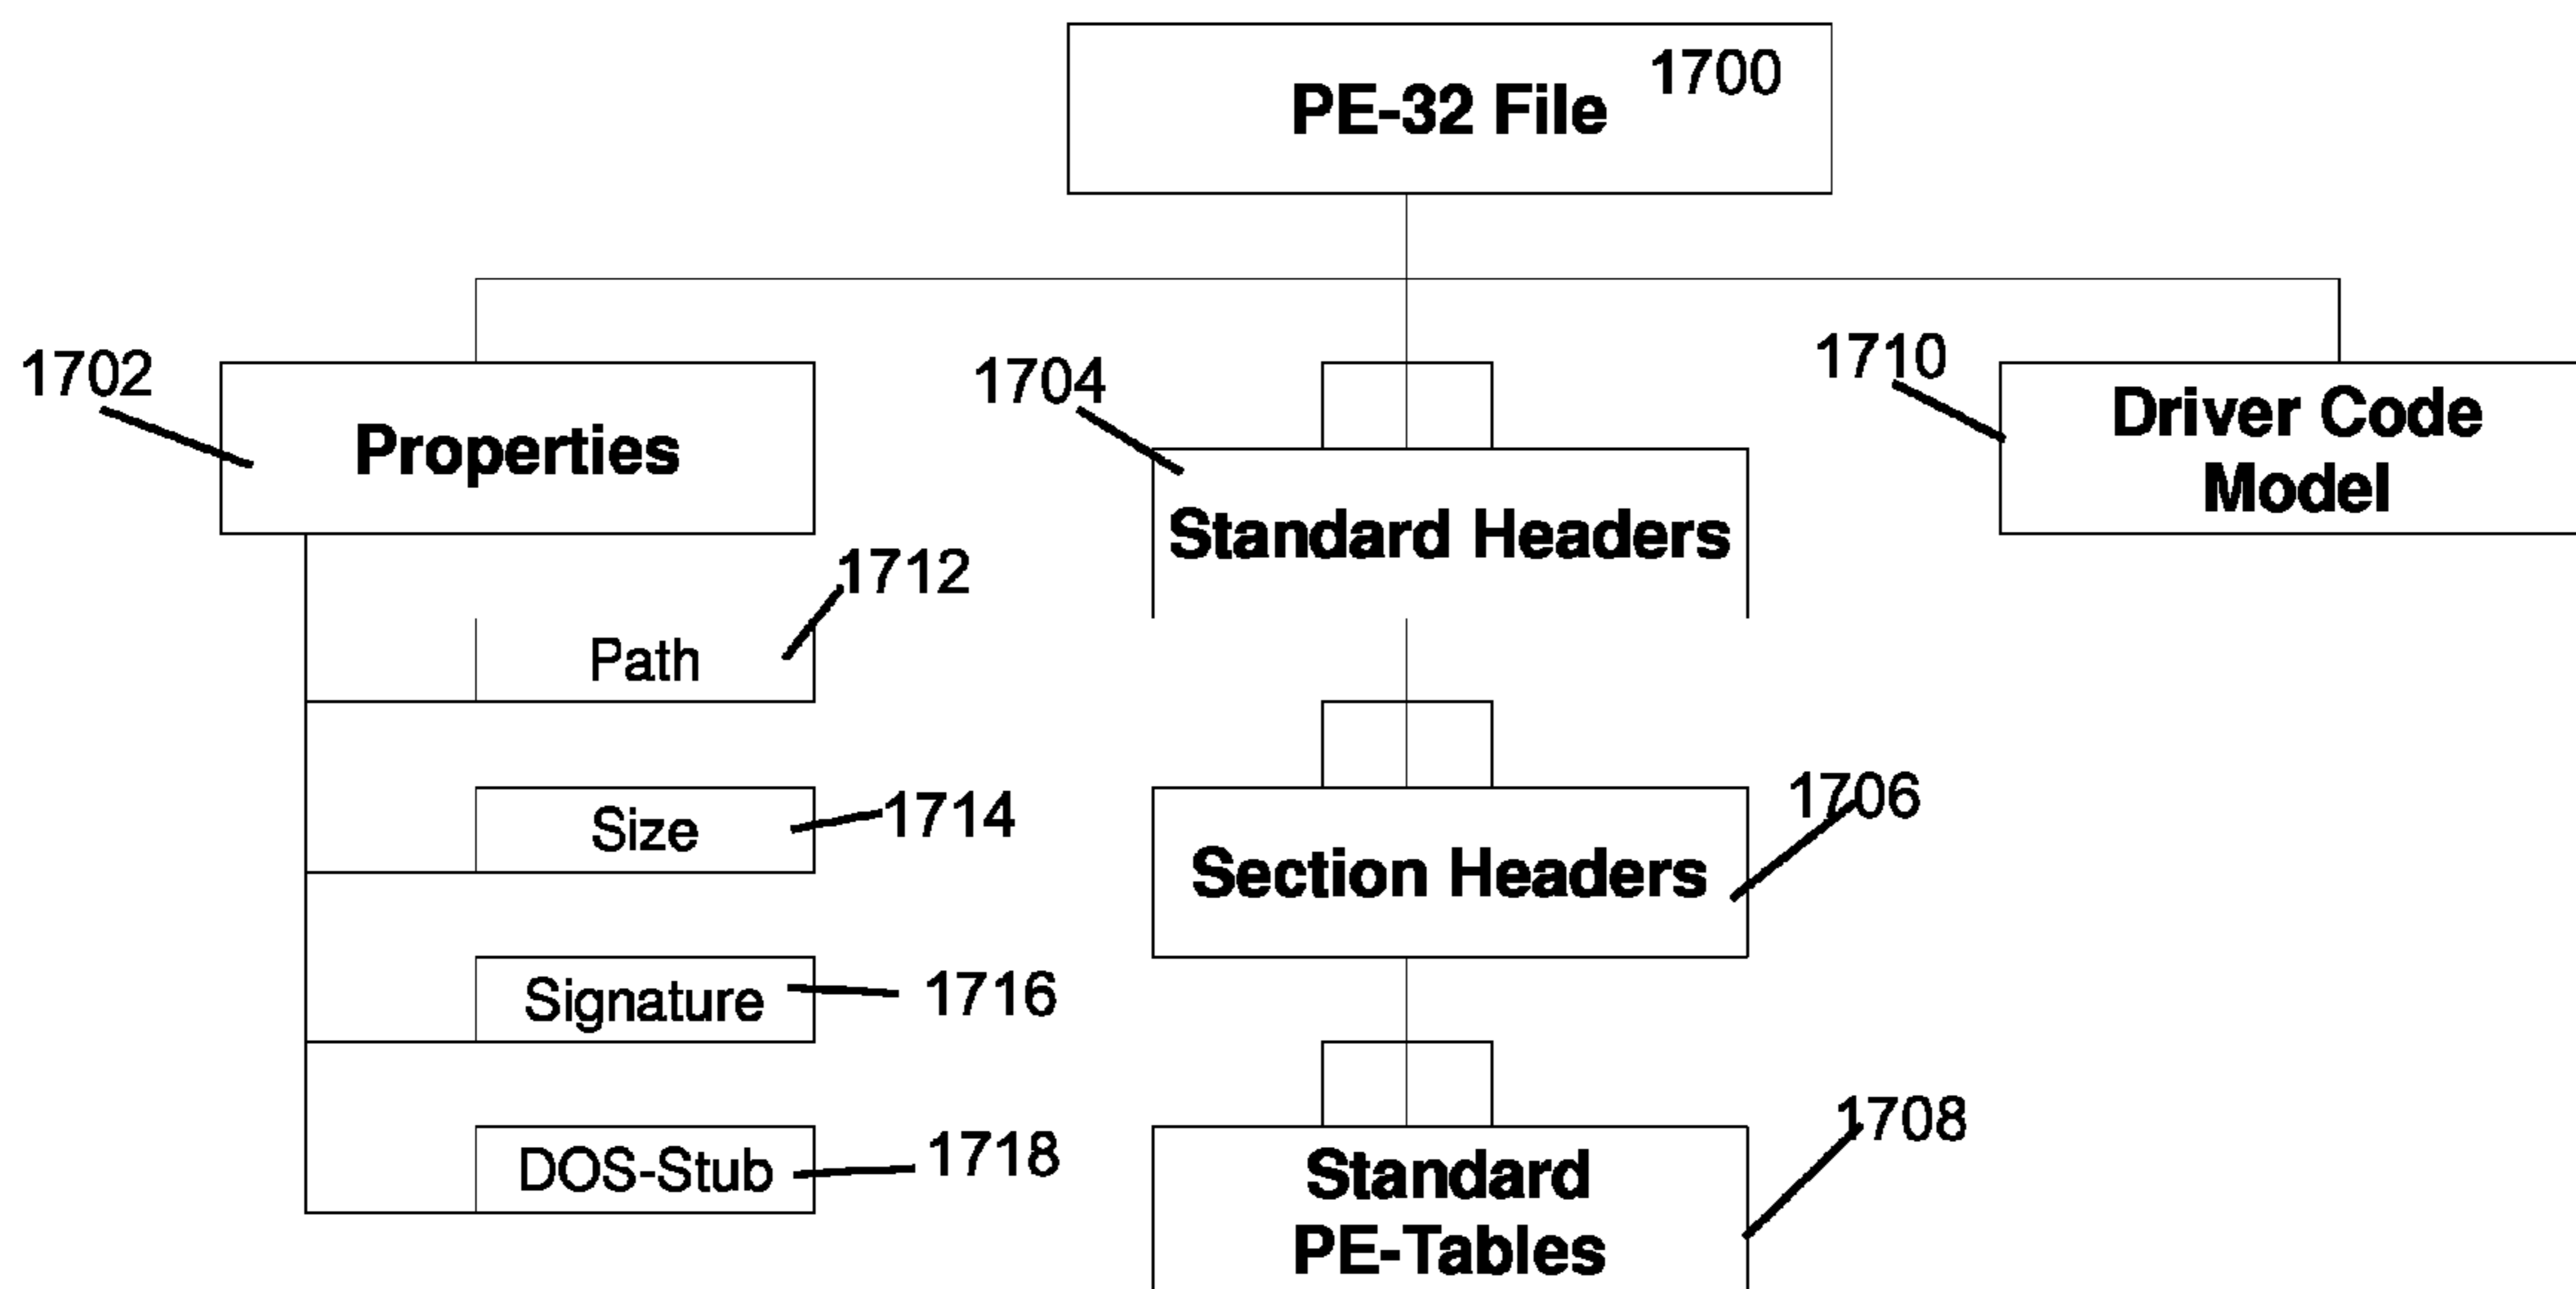 PE-32 File 1700
1702
Properties
1704
Standard Headers
1710
Driver Code
Model
1712
Path
Size
1714
Signature
1716
DOS-Stub
1718
Section Headers
1706
Standard
PE-Tables
1708